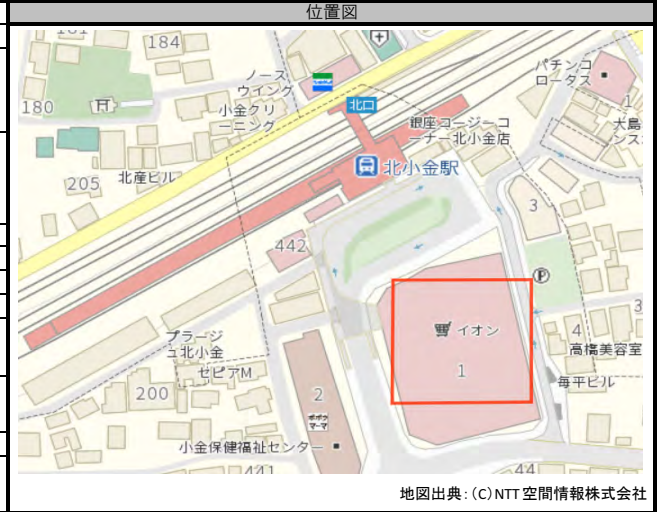 位置図
184
ノース
ウイング
小金クリ
ーニング
180
北口
パチンコ
ロータス
1
銀座コージーコ
ーナー北小金店
大島
ンス
北小金駅
205
北産ビル
3
442
P
イオン
1
プラージ
ュ北小金
セピアM
4
高橋美容室
毎平ビル
200
2
ポポラ
マーマ
小金保健福祉センター
441
44
地図出典：(C)NTT空間情報株式会社